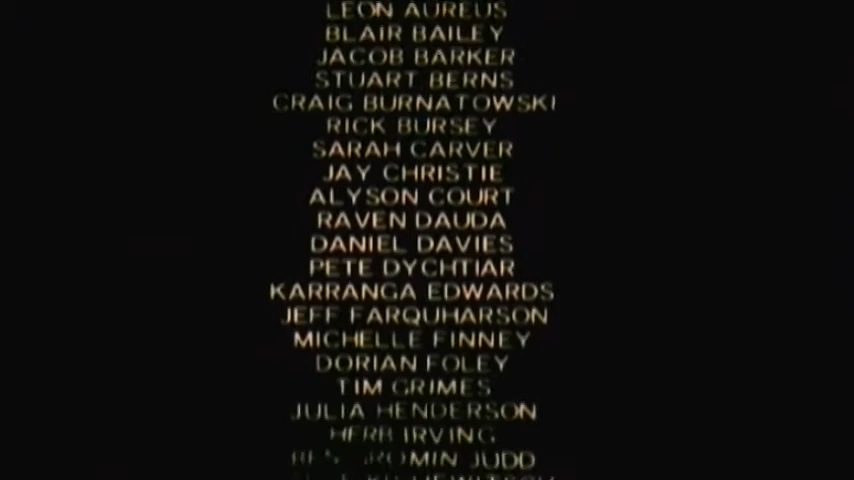 LEON AUREUS
BLAIR BAILEY
JACOB BARKER
STUART BERNS
CRAIG BURNATOWSKI
RICK BURSEY
SARAH CARVER
JAY CHRISTIE
ALYSON COURT
RAVEN DAUDA
DANIEL DAVIES
PETE DYCHTIAR
KARRANGA EDWARDS
JEFF FARQUHARSON
MICHELLE FINNEY
DORIAN FOLEY
TIM GRIMES
JULIA HENDERSON
HERB IRVING
JUDD